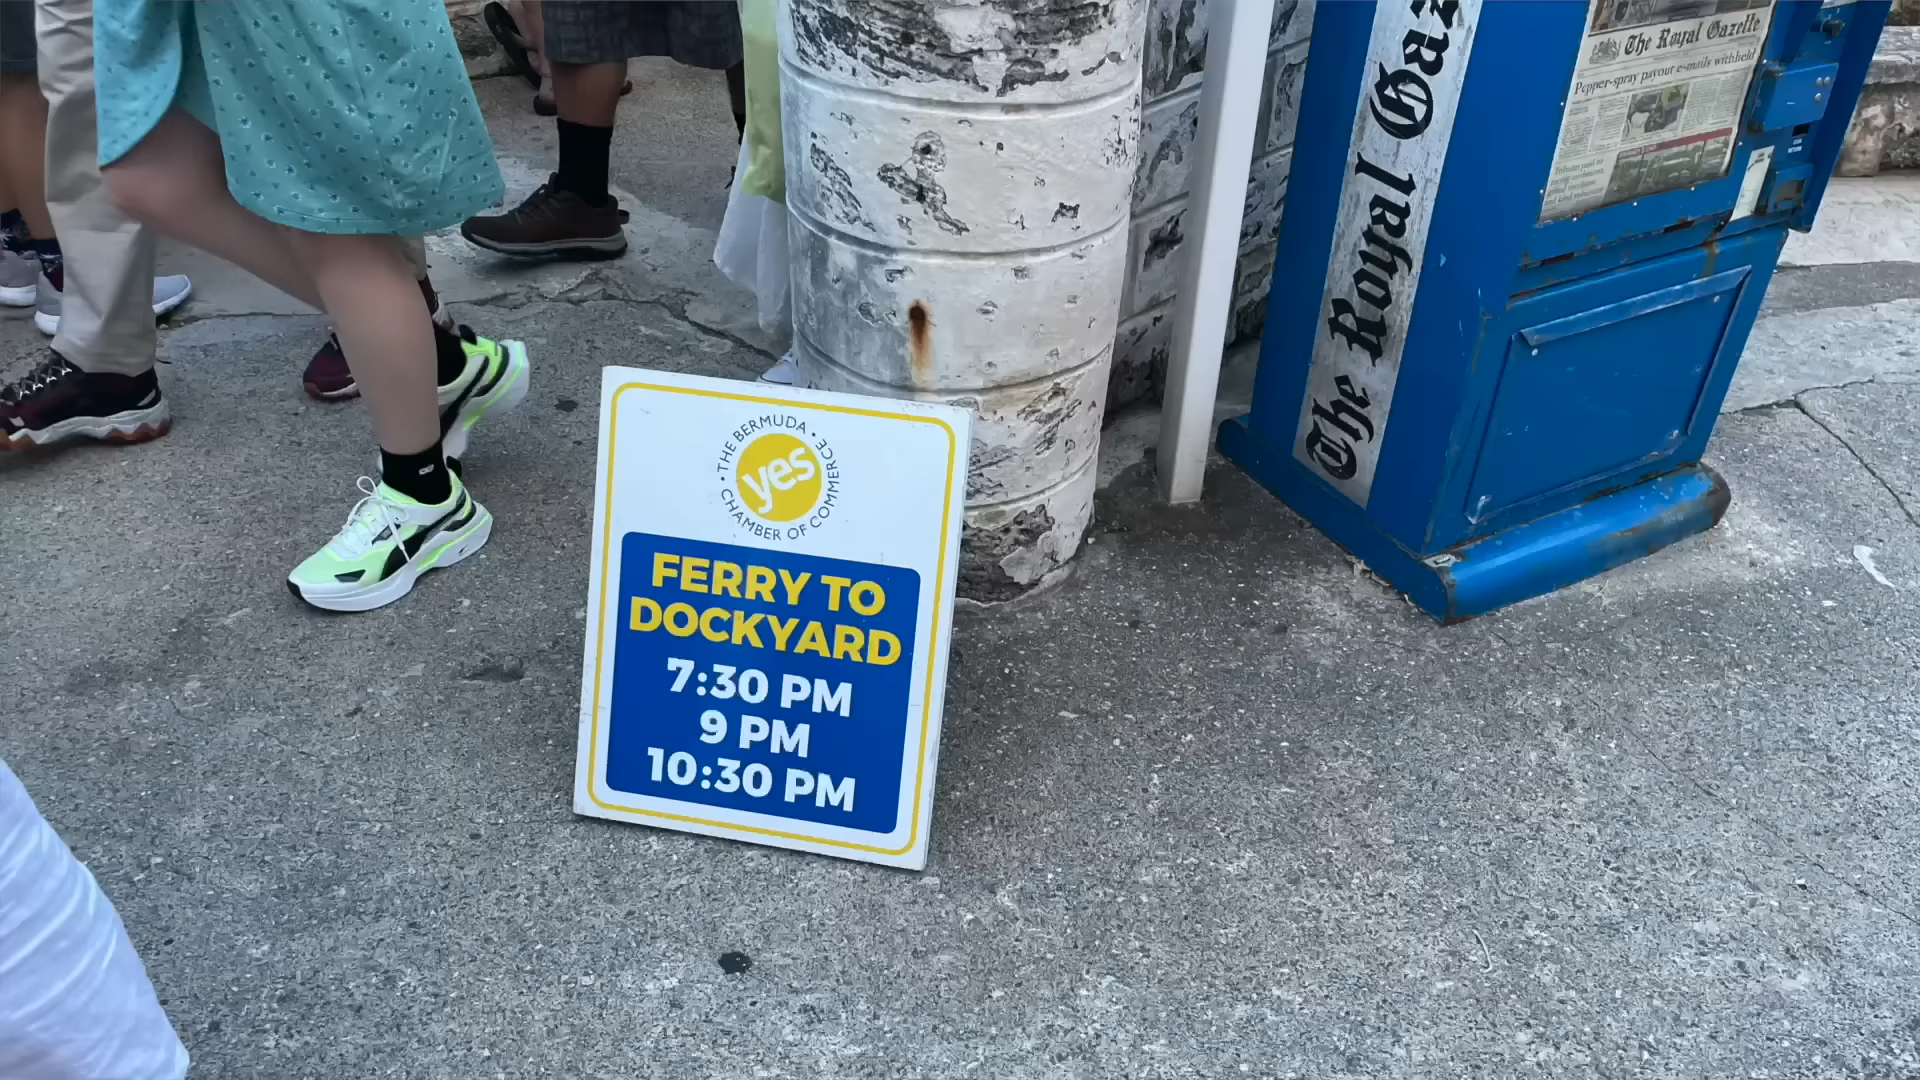 THE BERMUDA
CHAMBER OF COMMERCE
yes
FERRY TO
DOCKYARD
7:30 PM
9 PM
10:30 PM
The Royal Gaz
The Royal Gazette
Pepper-spray payout e-mails withheld